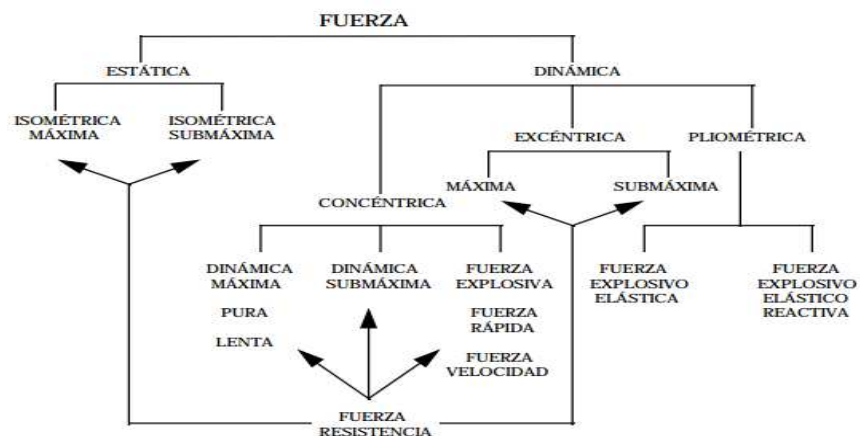 FUERZA
ESTÁTICA
DINÁMICA
ISOMÉTRICA
MÁXIMA
ISOMÉTRICA
SUBMÁXIMA
EXCÉNTRICA
PLIOMÉTRICA
MÁXIMA
SUBMÁXIMA
CONCÉNTRICA
DINÁMICA
MÁXIMA
PURA
LENTA
DINÁMICA
SUBMÁXIMA
FUERZA
EXPLOSIVA
FUERZA
RÁPIDA
FUERZA
VELOCIDAD
FUERZA
EXPLOSIVO
ELÁSTICA
FUERZA
EXPLOSIVO
ELÁSTICO
REACTIVA
FUERZA
RESISTENCIA